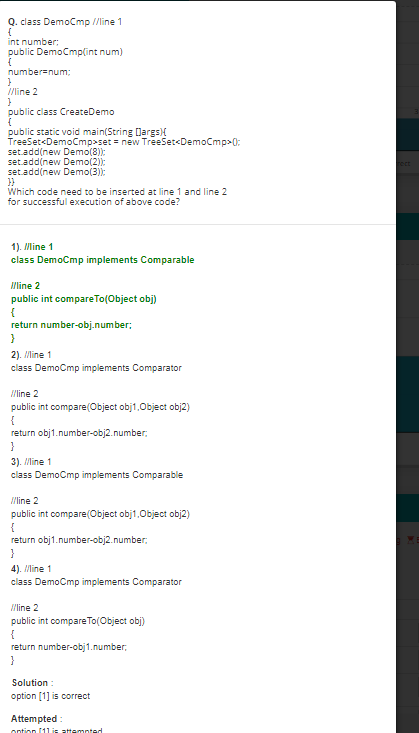 Q. class DemoCmp //line 1
{
int number;
public DemoCmp(int num)
{
number=num;
}
//line 2
}
public class CreateDemo
{
public static void main(String []args){
TreeSet<DemoCmp>set = new TreeSet<DemoCmp>();
set.add(new Demo(8));
set.add(new Demo(2));
set.add(new Demo(3));
}}
Which code need to be inserted at line 1 and line 2
for successful execution of above code?
1). //line 1
class DemoCmp implements Comparable
//line 2
public int compareTo(Object obj)
{
return number-obj.number;
}
2). //line 1
class DemoCmp implements Comparator
//line 2
public int compare(Object obj1,Object obj2)
{
return obj1.number-obj2.number;
}
3). //line 1
class DemoCmp implements Comparable
//line 2
public int compare(Object obj1,Object obj2)
{
return obj1.number-obj2.number;
}
4). //line 1
class DemoCmp implements Comparator
//line 2
public int compareTo(Object obj)
{
return number-obj1.number;
}
Solution :
option [1] is correct
Attempted :
option [1] is attempted